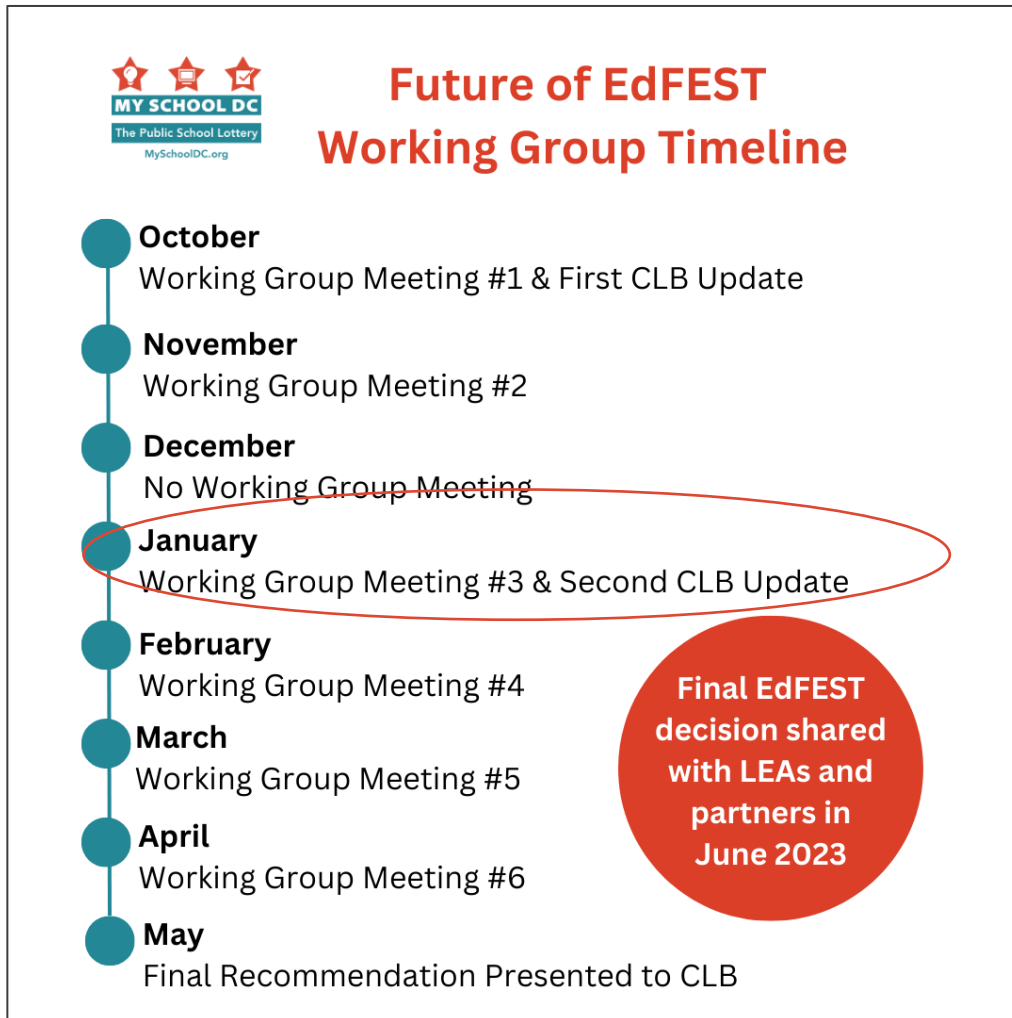 MY SCHOOL DC
The Public School Lottery
MySchoolDC.org
Future of EdFEST
Working Group Timeline
October
Working Group Meeting #1 & First CLB Update
November
Working Group Meeting #2
December
No Working Group Meeting
January
Working Group Meeting #3 & Second CLB Update
February
Working Group Meeting #4
March
Working Group Meeting #5
April
Working Group Meeting #6
May
Final Recommendation Presented to CLB
Final EdFEST
decision shared
with LEAs and
partners in
June 2023